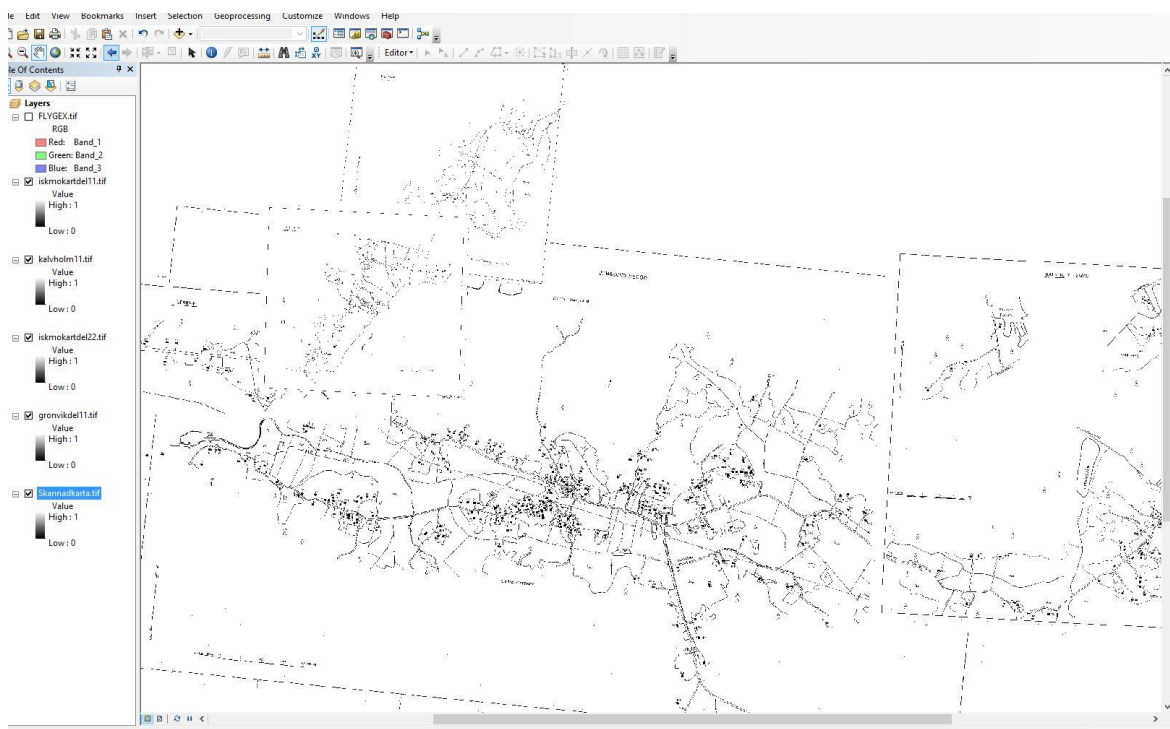 Edit View Bookmarks Insert Selection Geoprocessing Customize Windows Help
Editor
le Of Contents
Layers
FLYGEX.tif
RGB
Red: Band_1
Green: Band_2
Blue: Band_3
iskmokartdel11.tif
Value
High : 1
Low : 0
kalvholm11.tif
Value
High : 1
Low : 0
iskmokartdel22.tif
Value
High : 1
Low : 0
gronvikdel11.tif
Value
High : 1
Low : 0
Skannadkarta.tif
Value
High : 1
Low : 0